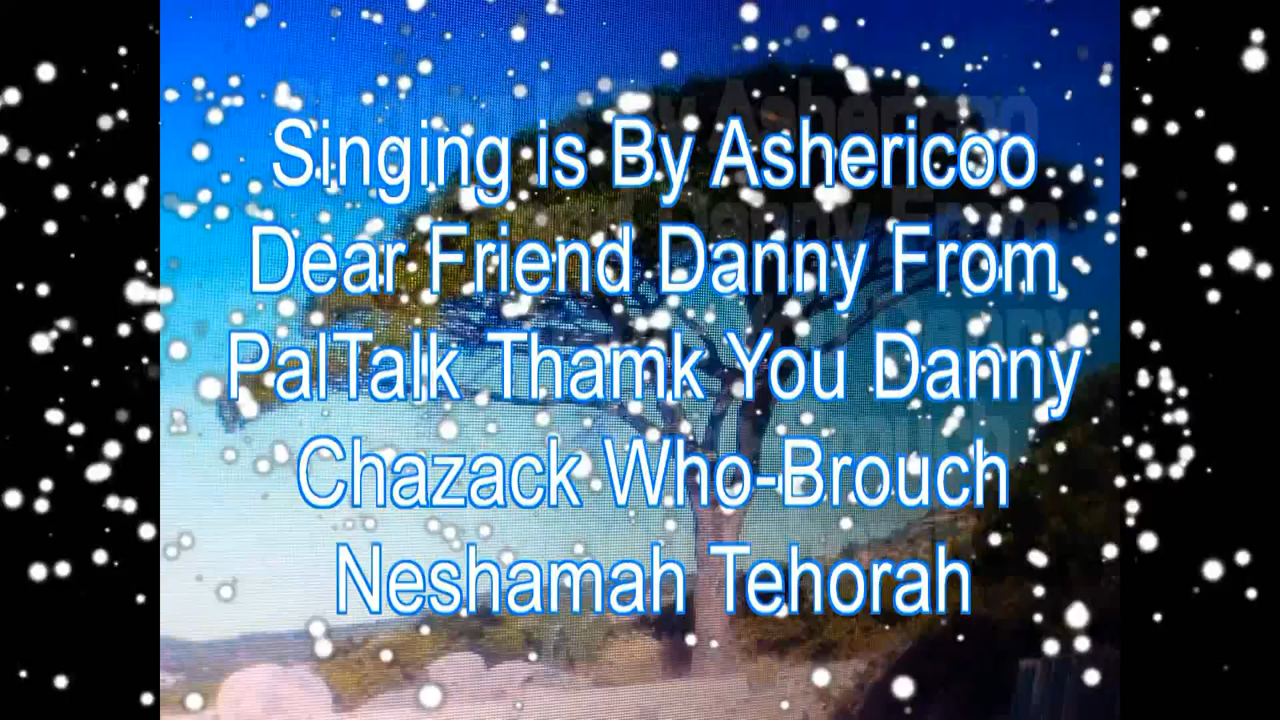 Singing is By Ashericoo
Dear Friend Danny From
PalTalk Thamk You Danny
Chazack Who-Brouch
Neshamah Tehorah